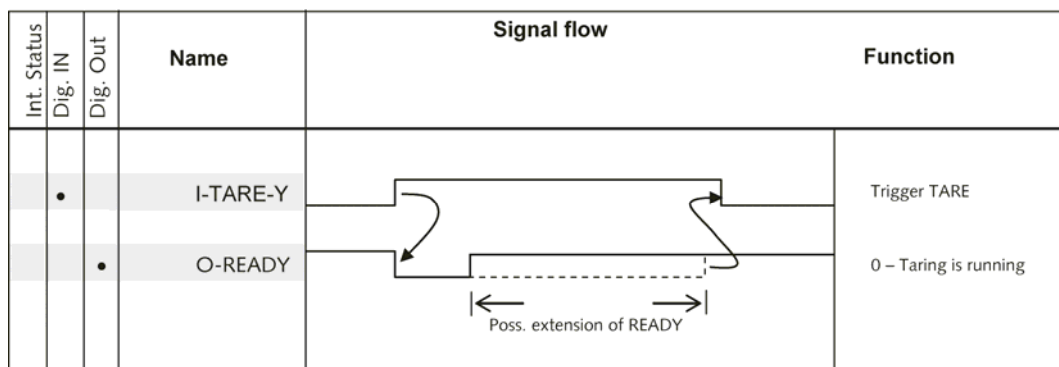 Int. Status
Dig. IN
Dig. Out
Name
Signal flow
Function
I-TARE-Y
Trigger TARE
O-READY
0 – Taring is running
Poss. extension of READY